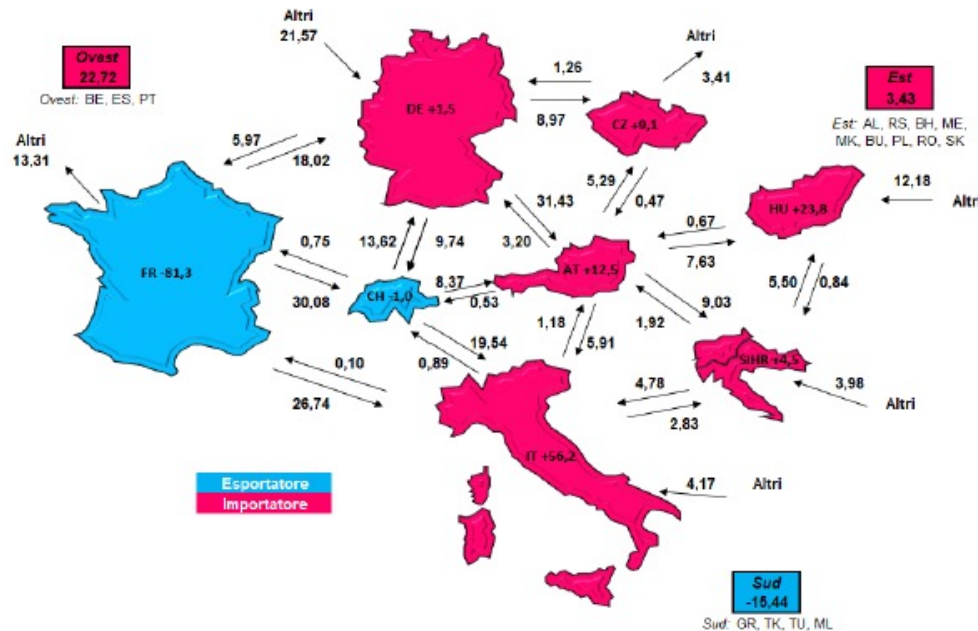 Altri
21,57
Ovest
22,72
Ovest: BE, ES, PT
Altri
13,31
5,97
18,02
DE +1,5
1,26
8,97
Altri
3,41
CZ +0,1
Est
3,43
Est: AL, RS, BH, ME,
MK, BU, PL, RO, SK
12,18
Altri
HU +23,8
5,29
0,47
31,43
3,20
0,67
7,63
FR -81,3
0,75
30,08
13,62
9,74
CH -1,0
8,37
0,53
AT +12,5
9,03
1,92
5,50
0,84
1,18
5,91
19,54
0,89
SIHR +4,5
3,98
Altri
0,10
26,74
4,78
2,83
IT +56,2
4,17
Altri
Esportatore
Importatore
Sud
-15,44
Sud: GR, TK, TU, ML